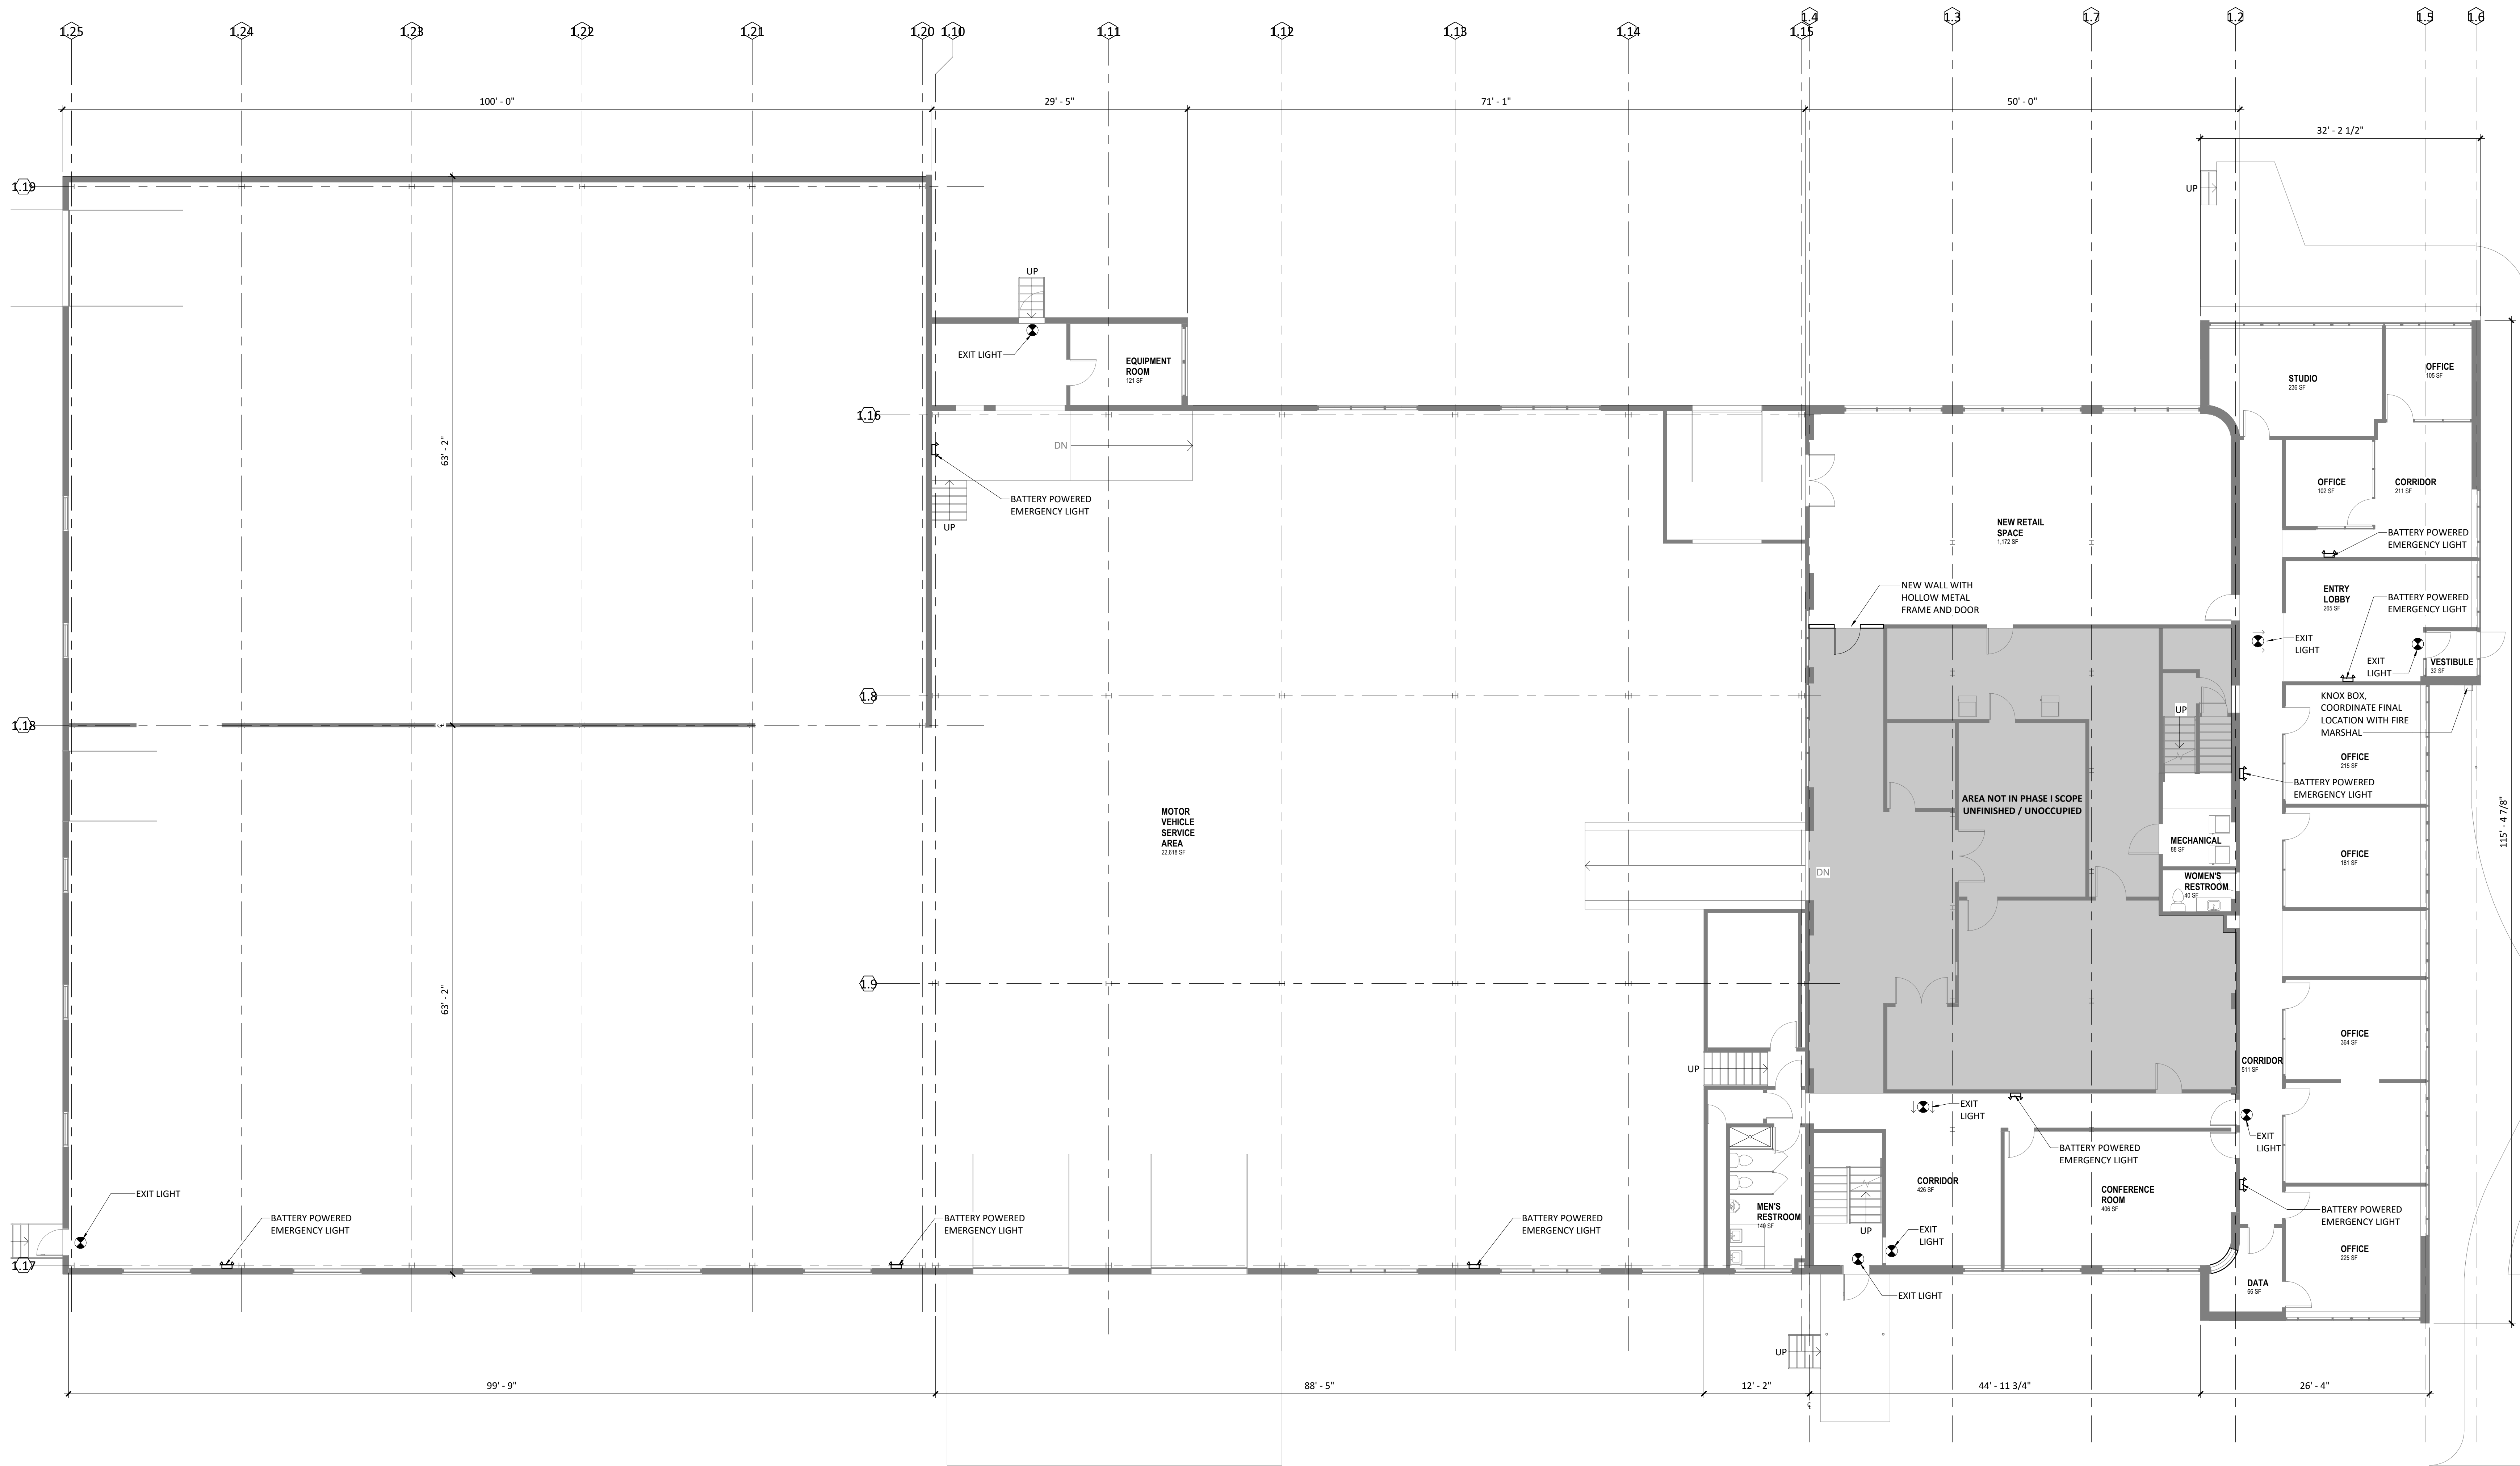 1.25
1.24
1.23
1.22
1.21
1.20
1.10
1.11
1.12
1.13
1.14
1.15
1.4
1.3
1.7
1.2
1.5
1.6
100' - 0"
29' - 5"
71' - 1"
50' - 0"
32' - 2 1/2"
1.19
UP
UP
EXIT LIGHT
EQUIPMENT
ROOM
121 SF
STUDIO
236 SF
OFFICE
105 SF
1.16
63' - 2"
DN
BATTERY POWERED
EMERGENCY LIGHT
UP
OFFICE
102 SF
CORRIDOR
211 SF
NEW RETAIL
SPACE
1,172 SF
BATTERY POWERED
EMERGENCY LIGHT
NEW WALL WITH
HOLLOW METAL
FRAME AND DOOR
ENTRY
LOBBY
265 SF
BATTERY POWERED
EMERGENCY LIGHT
EXIT
LIGHT
EXIT
LIGHT
VESTIBULE
32 SF
1.8
KNOX BOX,
COORDINATE FINAL
LOCATION WITH FIRE
MARSHAL
1.18
UP
OFFICE
215 SF
BATTERY POWERED
EMERGENCY LIGHT
AREA NOT IN PHASE I SCOPE
UNFINISHED / UNOCCUPIED
MOTOR
VEHICLE
SERVICE
AREA
22,618 SF
115' - 4 7/8"
MECHANICAL
88 SF
OFFICE
181 SF
DN
WOMEN'S
RESTROOM
40 SF
1.9
63' - 2"
OFFICE
364 SF
CORRIDOR
511 SF
UP
EXIT
LIGHT
EXIT
LIGHT
BATTERY POWERED
EMERGENCY LIGHT
CORRIDOR
426 SF
CONFERENCE
ROOM
406 SF
EXIT LIGHT
MEN'S
RESTROOM
140 SF
BATTERY POWERED
EMERGENCY LIGHT
BATTERY POWERED
EMERGENCY LIGHT
BATTERY POWERED
EMERGENCY LIGHT
BATTERY POWERED
EMERGENCY LIGHT
UP
EXIT
LIGHT
OFFICE
225 SF
1.17
DATA
66 SF
EXIT LIGHT
UP
99' - 9"
88' - 5"
12' - 2"
44' - 11 3/4"
26' - 4"